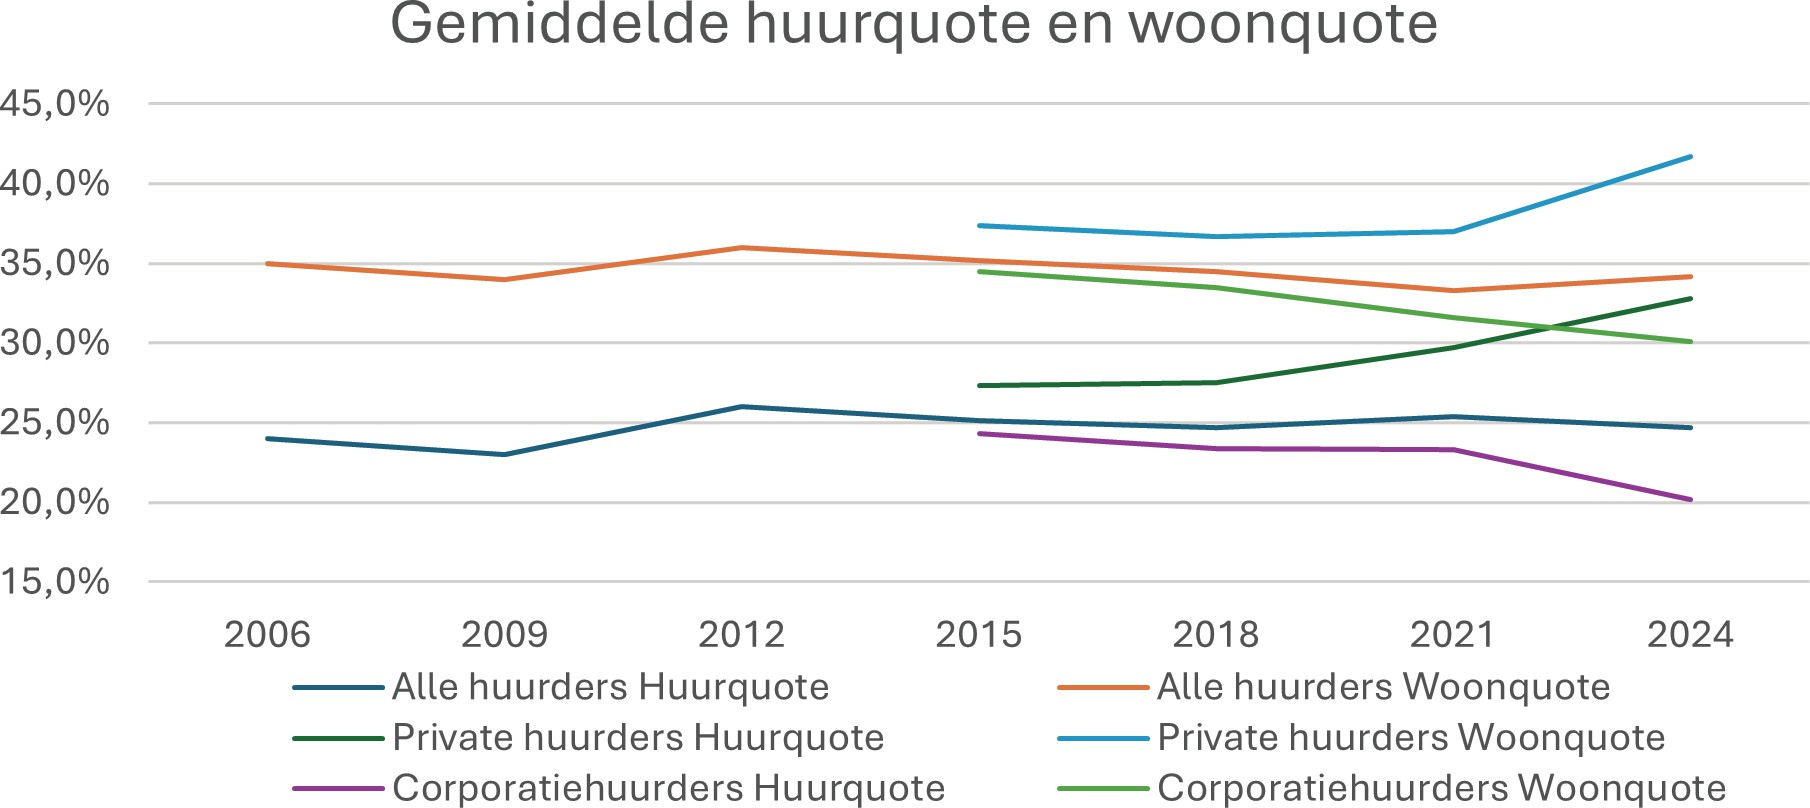 Gemiddelde huurquote en woonquote
45,0%
40,0%
35,0%
30,0%
25,0%
20,0%
15,0%
2006 2009 2012 2015 2018 2021 2024
Alle huurders Huurquote Alle huurders Woonquote
Private huurders Huurquote Private huurders Woonquote
Corporatiehuurders Huurquote Corporatiehuurders Woonquote